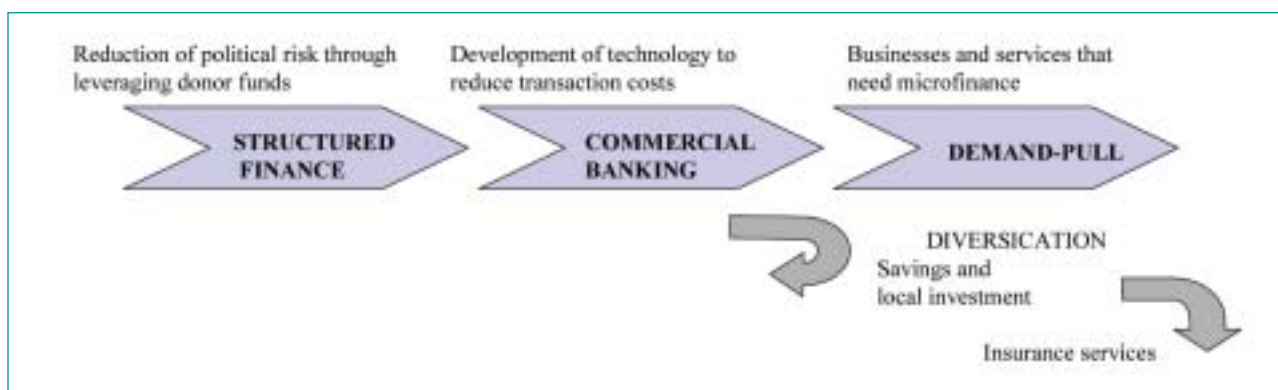 Reduction of political risk through
leveraging donor funds
Development of technology to
reduce transaction costs
Businesses and services that
need microfinance
STRUCTURED
FINANCE
COMMERCIAL
BANKING
DEMAND-PULL
DIVERSICATION
Savings and
local investment
Insurance services